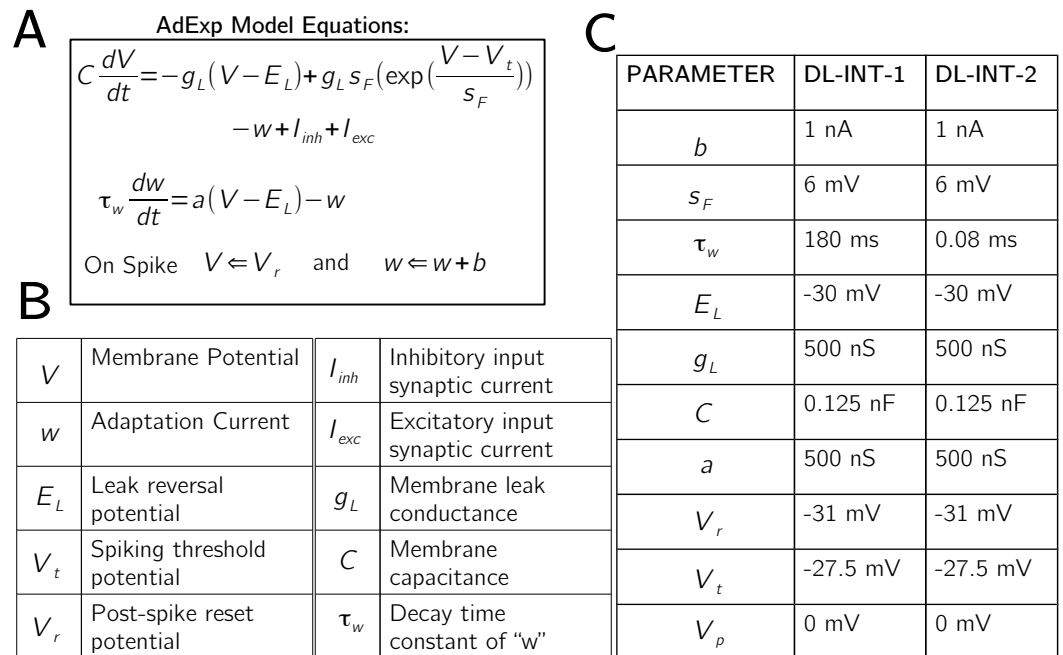 A
AdExp Model Equations:
C dV/dt = -g_L(V-E_L)+g_L s_F(exp((V-V_t)/s_F))
-w+I_inh+I_exc
τ_w dw/dt = a(V-E_L)-w
On Spike V⇐V_r and w⇐w+b
B
V Membrane Potential I_inh Inhibitory input
synaptic current
w Adaptation Current I_exc Excitatory input
synaptic current
E_L Leak reversal
potential g_L Membrane leak
conductance
V_t Spiking threshold
potential C Membrane
capacitance
V_r Post-spike reset
potential τ_w Decay time
constant of “w”
C
PARAMETER DL-INT-1 DL-INT-2
b 1 nA 1 nA
s_F 6 mV 6 mV
τ_w 180 ms 0.08 ms
E_L -30 mV -30 mV
g_L 500 nS 500 nS
C 0.125 nF 0.125 nF
a 500 nS 500 nS
V_r -31 mV -31 mV
V_t -27.5 mV -27.5 mV
V_p 0 mV 0 mV